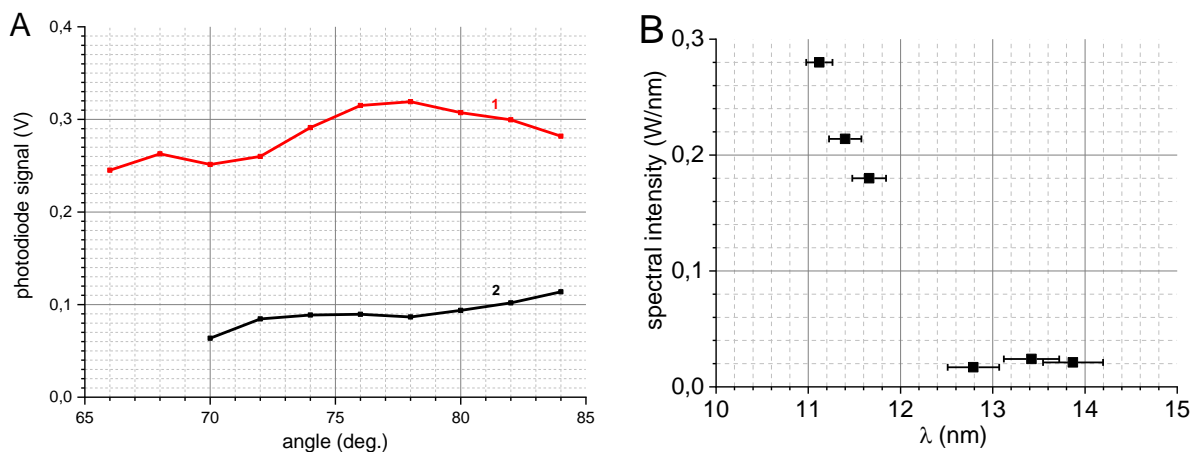 A
photodiode signal (V)
0,4
0,3
0,2
0,1
0,0
1
2
65 70 75 80 85
angle (deg.)
B
spectral intensity (W/nm)
0,3
0,2
0,1
0,0
10 11 12 13 14 15
λ (nm)